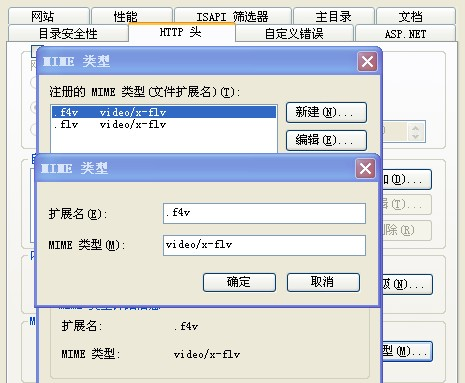 网站 性能 ISAPI 筛选器 主目录 文档
目录安全性 HTTP 头 自定义错误 ASP.NET
MIME 类型
注册的 MIME 类型(文件扩展名)(T):
.f4v video/x-flv
.flv video/x-flv
新建(N)...
编辑(E)...
MIME 类型
扩展名(E): .f4v
MIME 类型(M): video/x-flv
确定 取消
扩展名: .f4v
MIME 类型: video/x-flv
(D)...
(R)
型(M)...